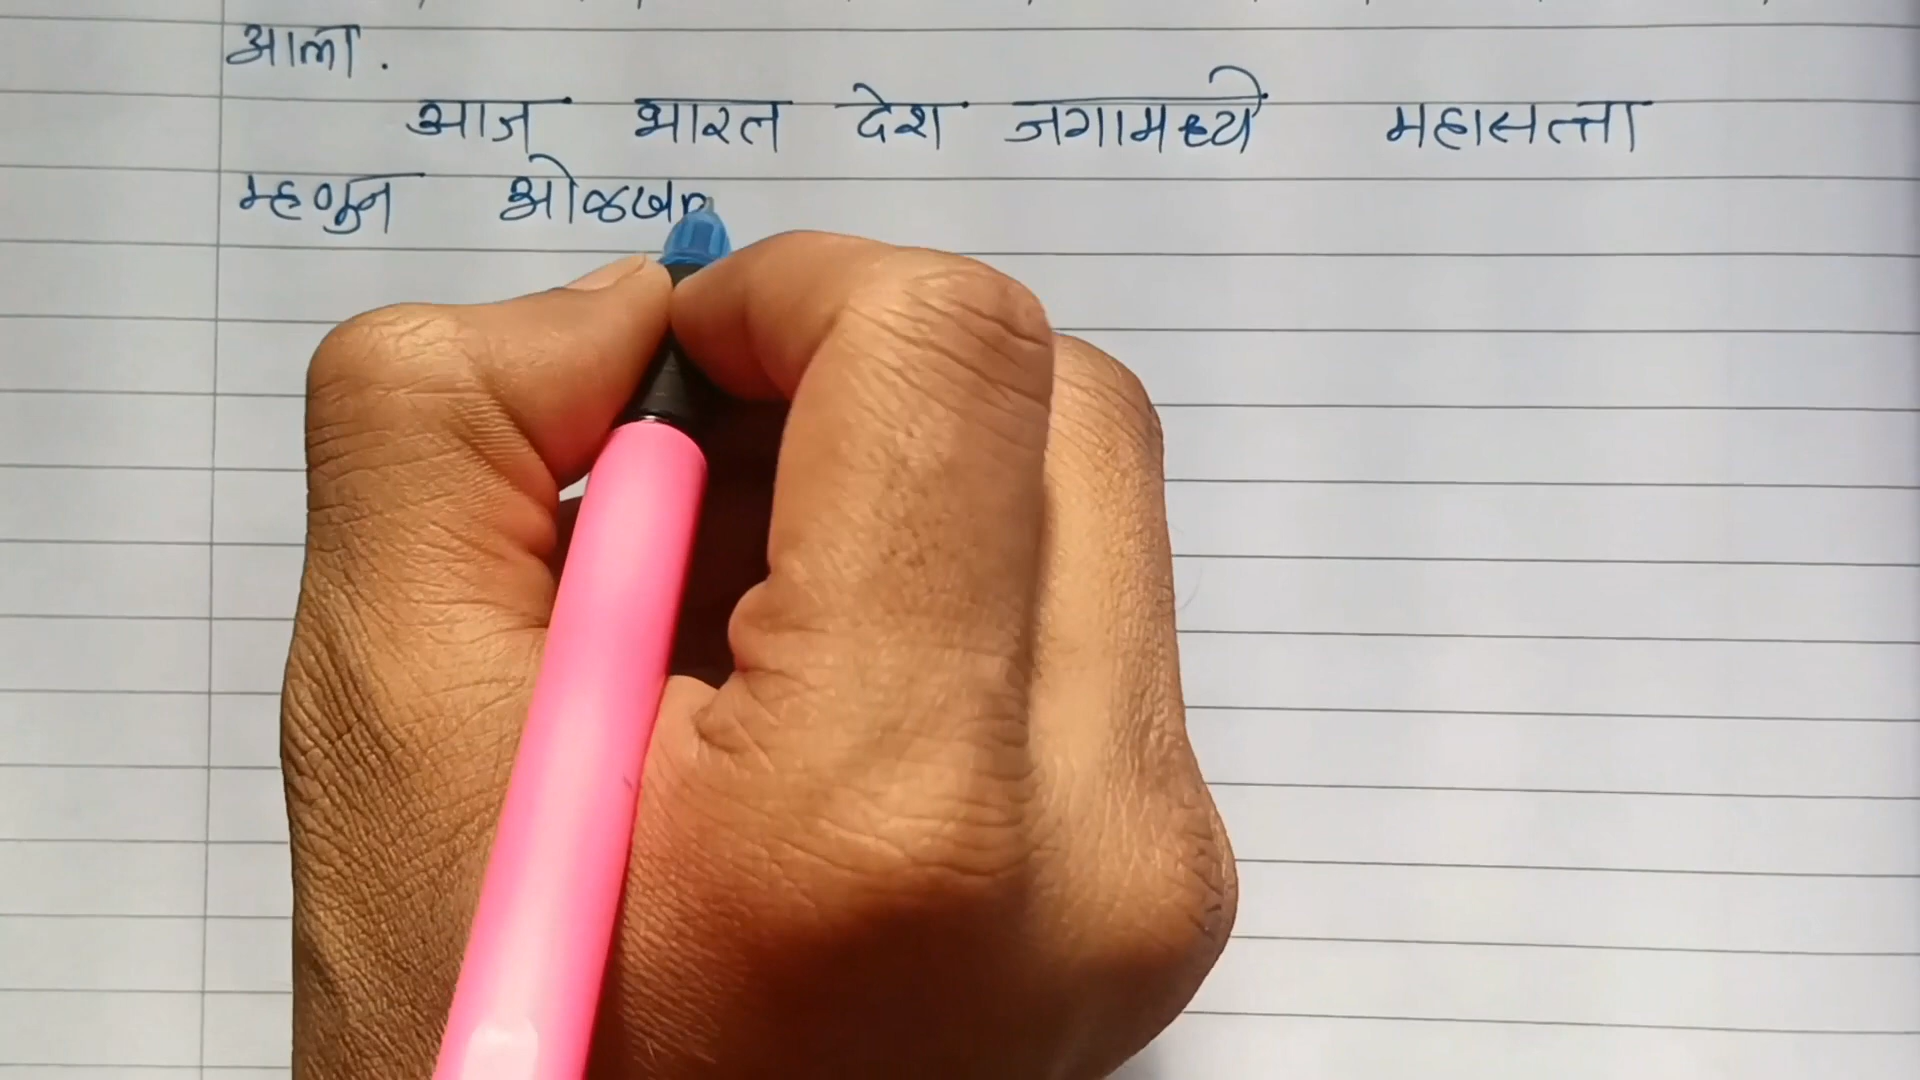 आला.
आज भारत देश जगामध्ये महासत्ता
म्हणुन ओळख